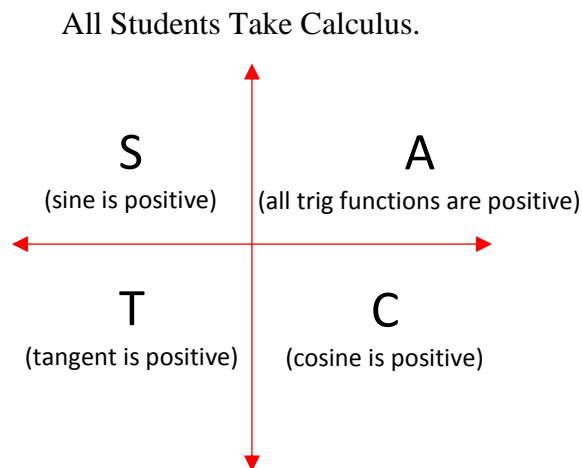 All Students Take Calculus.
S
A
(sine is positive)
(all trig functions are positive)
T
C
(tangent is positive)
(cosine is positive)